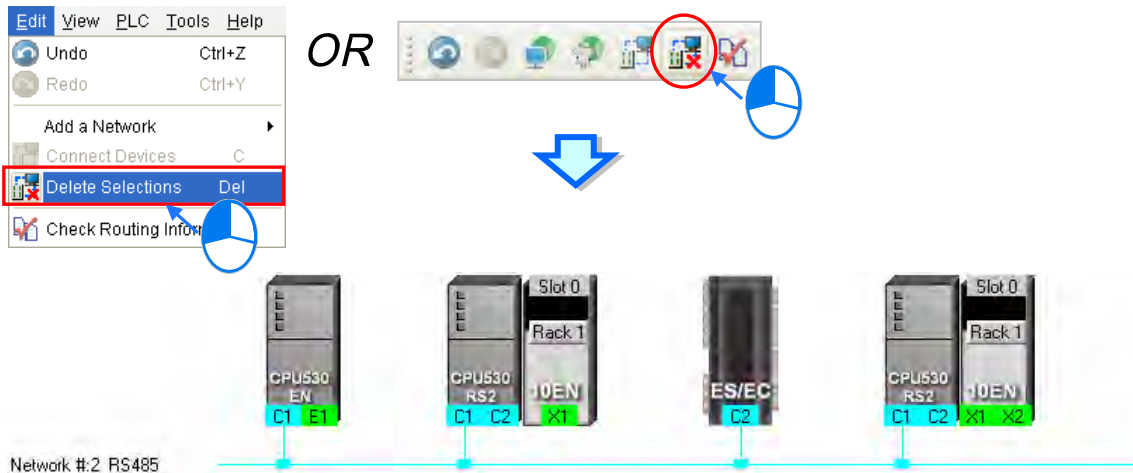 Edit View PLC Tools Help
Undo Ctrl+Z
Redo Ctrl+Y
Add a Network
Connect Devices C
Delete Selections Del
Check Routing Infor
OR
Slot 0
Rack 1
CPU530
EN
C1 E1
CPU530
RS2
C1 C2
10EN
X1
ES/EC
C2
Slot 0
Rack 1
CPU530
RS2
C1 C2
10EN
X1 X2
Network #:2 RS485